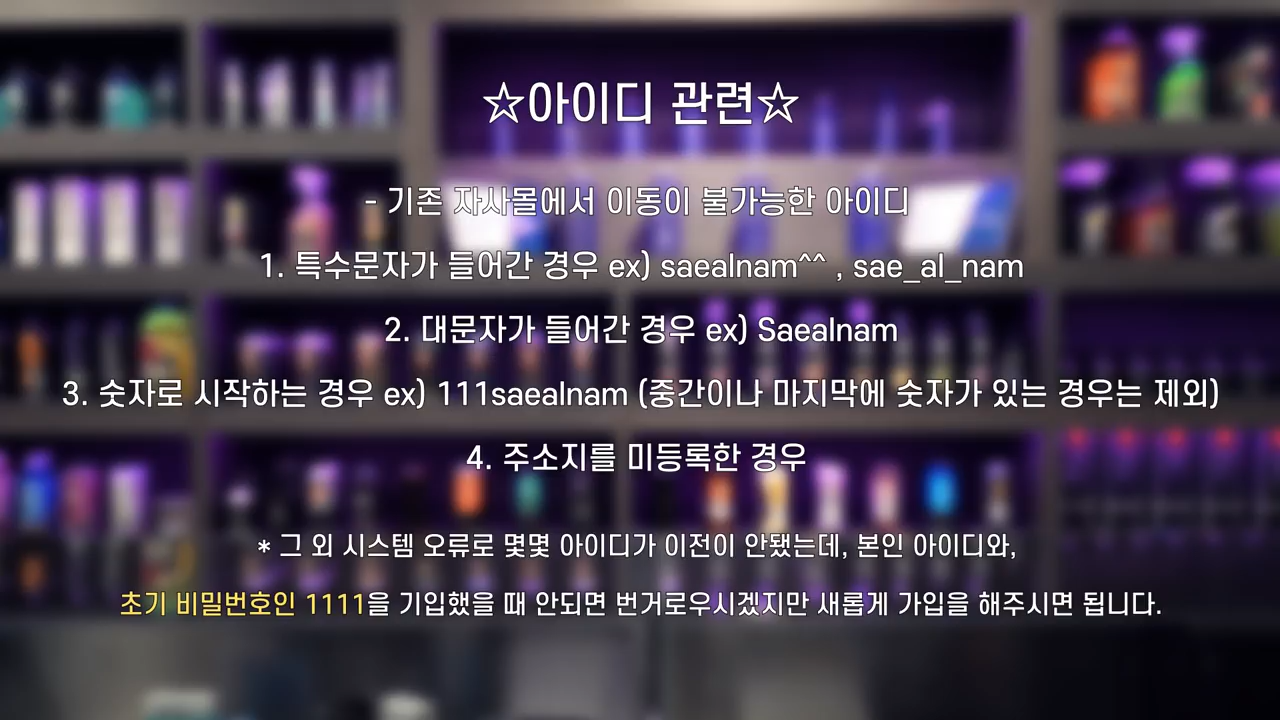 ☆아이디 관련☆
- 기존 자사몰에서 이동이 불가능한 아이디
1. 특수문자가 들어간 경우 ex) saealnam^^ , sae_al_nam
2. 대문자가 들어간 경우 ex) Saealnam
3. 숫자로 시작하는 경우 ex) 111saealnam (중간이나 마지막에 숫자가 있는 경우는 제외)
4. 주소지를 미등록한 경우
* 그 외 시스템 오류로 몇몇 아이디가 이전이 안됐는데, 본인 아이디와,
초기 비밀번호인 1111을 기입했을 때 안되면 번거로우시겠지만 새롭게 가입을 해주시면 됩니다.